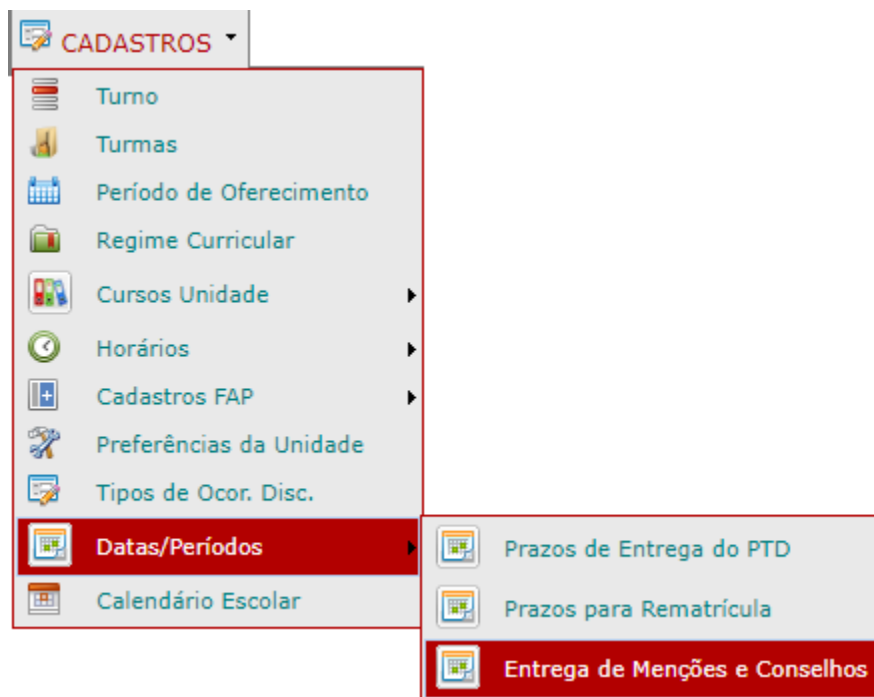 CADASTROS
Turno
Turmas
Período de Oferecimento
Regime Curricular
Cursos Unidade
Horários
Cadastros FAP
Preferências da Unidade
Tipos de Ocor. Disc.
Datas/Períodos
Calendário Escolar
Prazos de Entrega do PTD
Prazos para Rematrícula
Entrega de Menções e Conselhos